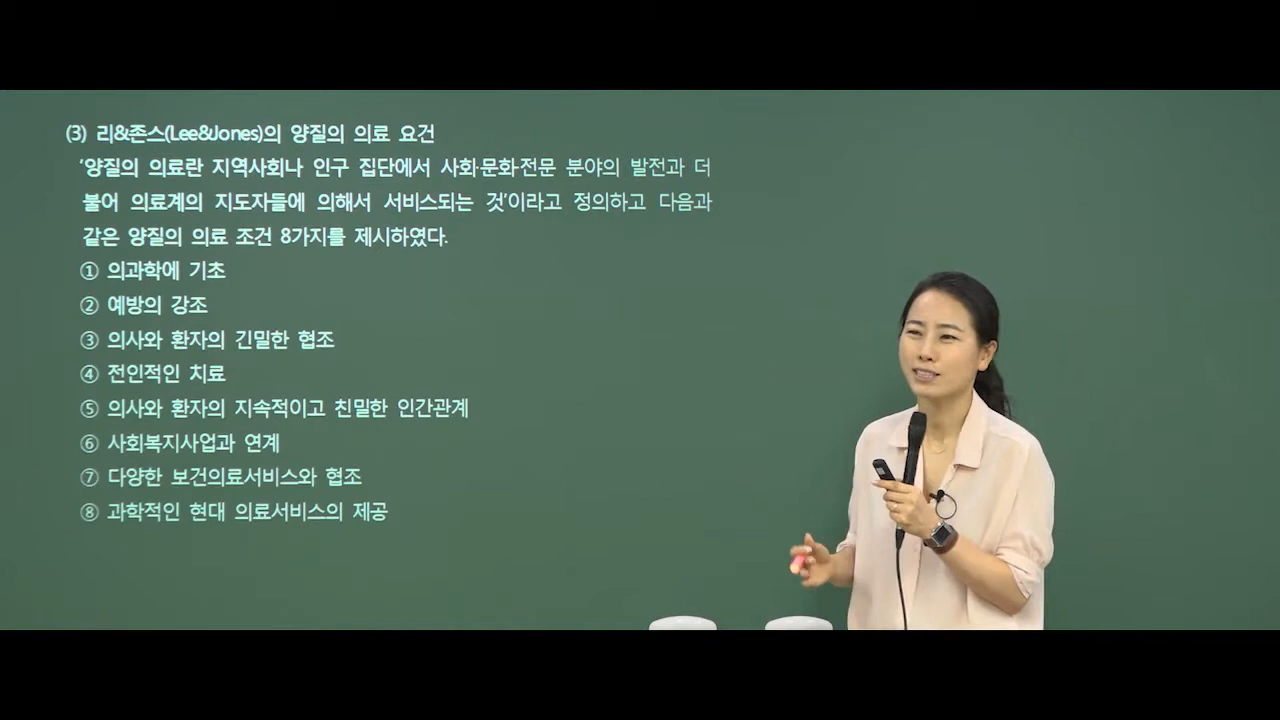 (3) 리&존스(Lee&Jones)의 양질의 의료 요건
'양질의 의료란 지역사회나 인구 집단에서 사회·문화·전문 분야의 발전과 더
불어 의료계의 지도자들에 의해서 서비스되는 것'이라고 정의하고 다음과
같은 양질의 의료 조건 8가지를 제시하였다.
① 의과학에 기초
② 예방의 강조
③ 의사와 환자의 긴밀한 협조
④ 전인적인 치료
⑤ 의사와 환자의 지속적이고 친밀한 인간관계
⑥ 사회복지사업과 연계
⑦ 다양한 보건의료서비스와 협조
⑧ 과학적인 현대 의료서비스의 제공